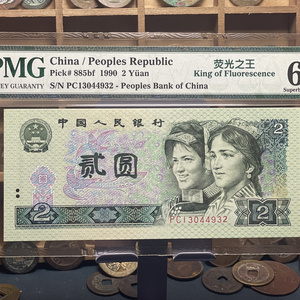 PMG
China / Peoples Republic
荧光之王
Pick# 885bf 1990 2 Yüan
King of Fluorescence
S/N PC13044932 - Peoples Bank of China
6
中国人民银行
贰圆
2
2
PC13044932